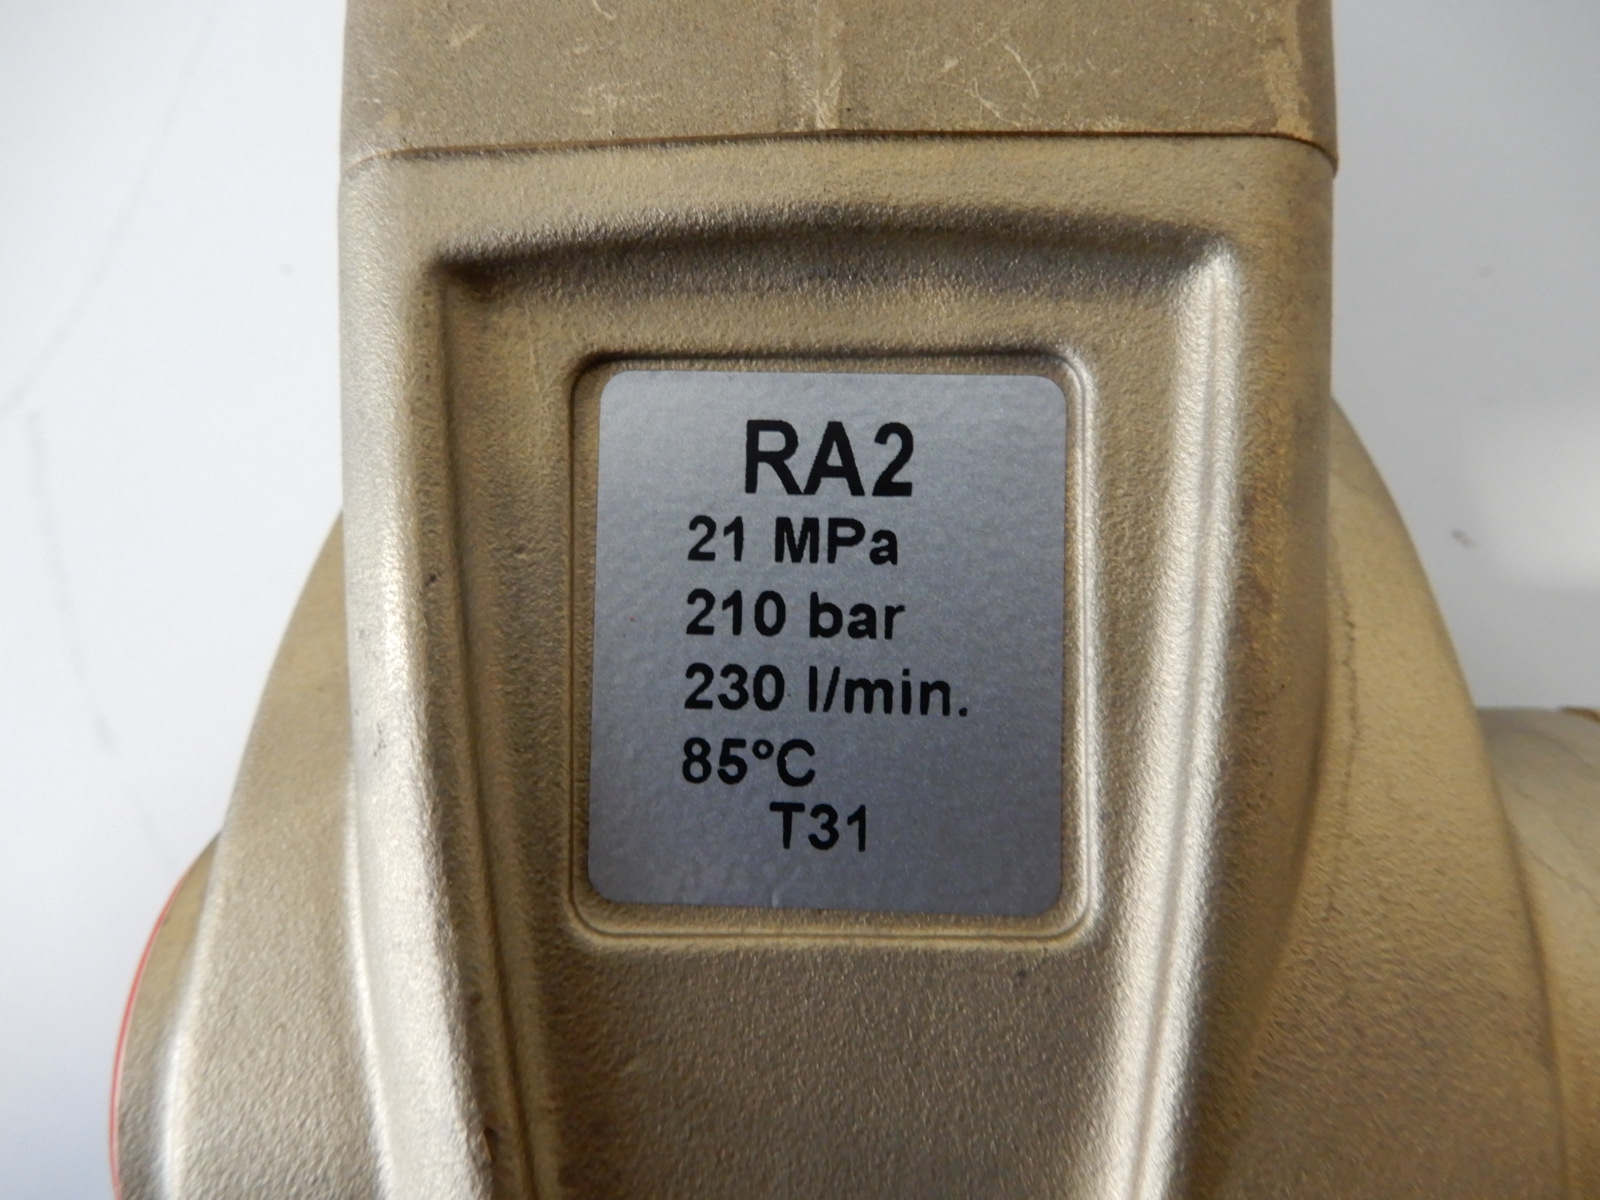 RA2
21 MPa
210 bar
230 l/min.
85°C
T31